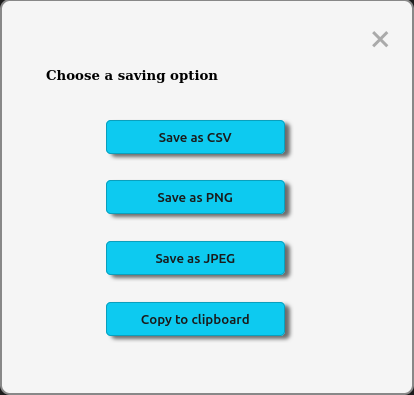 Choose a saving option
Save as CSV
Save as PNG
Save as JPEG
Copy to clipboard